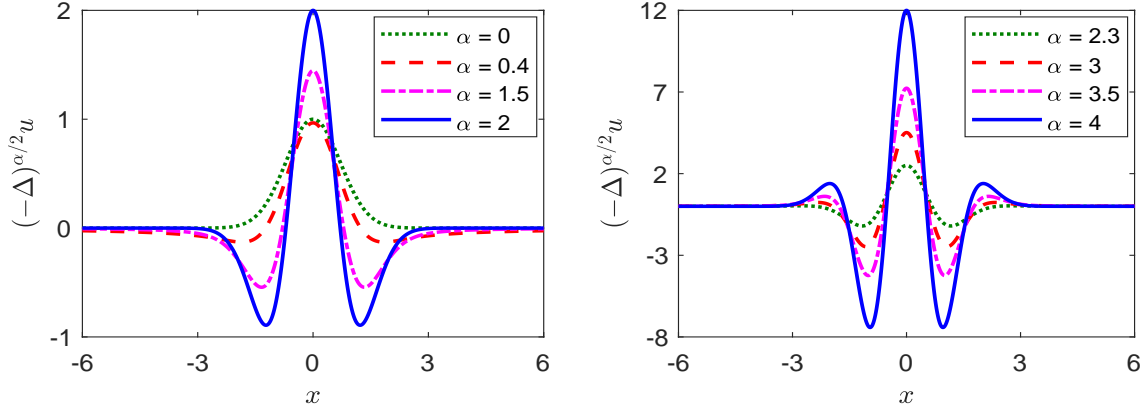 2
1
0
-1
-6
-3
0
3
6
x
(−Δ)^{α/2}u
α = 0
α = 0.4
α = 1.5
α = 2
12
7
2
-3
-8
-6
-3
0
3
6
x
(−Δ)^{α/2}u
α = 2.3
α = 3
α = 3.5
α = 4